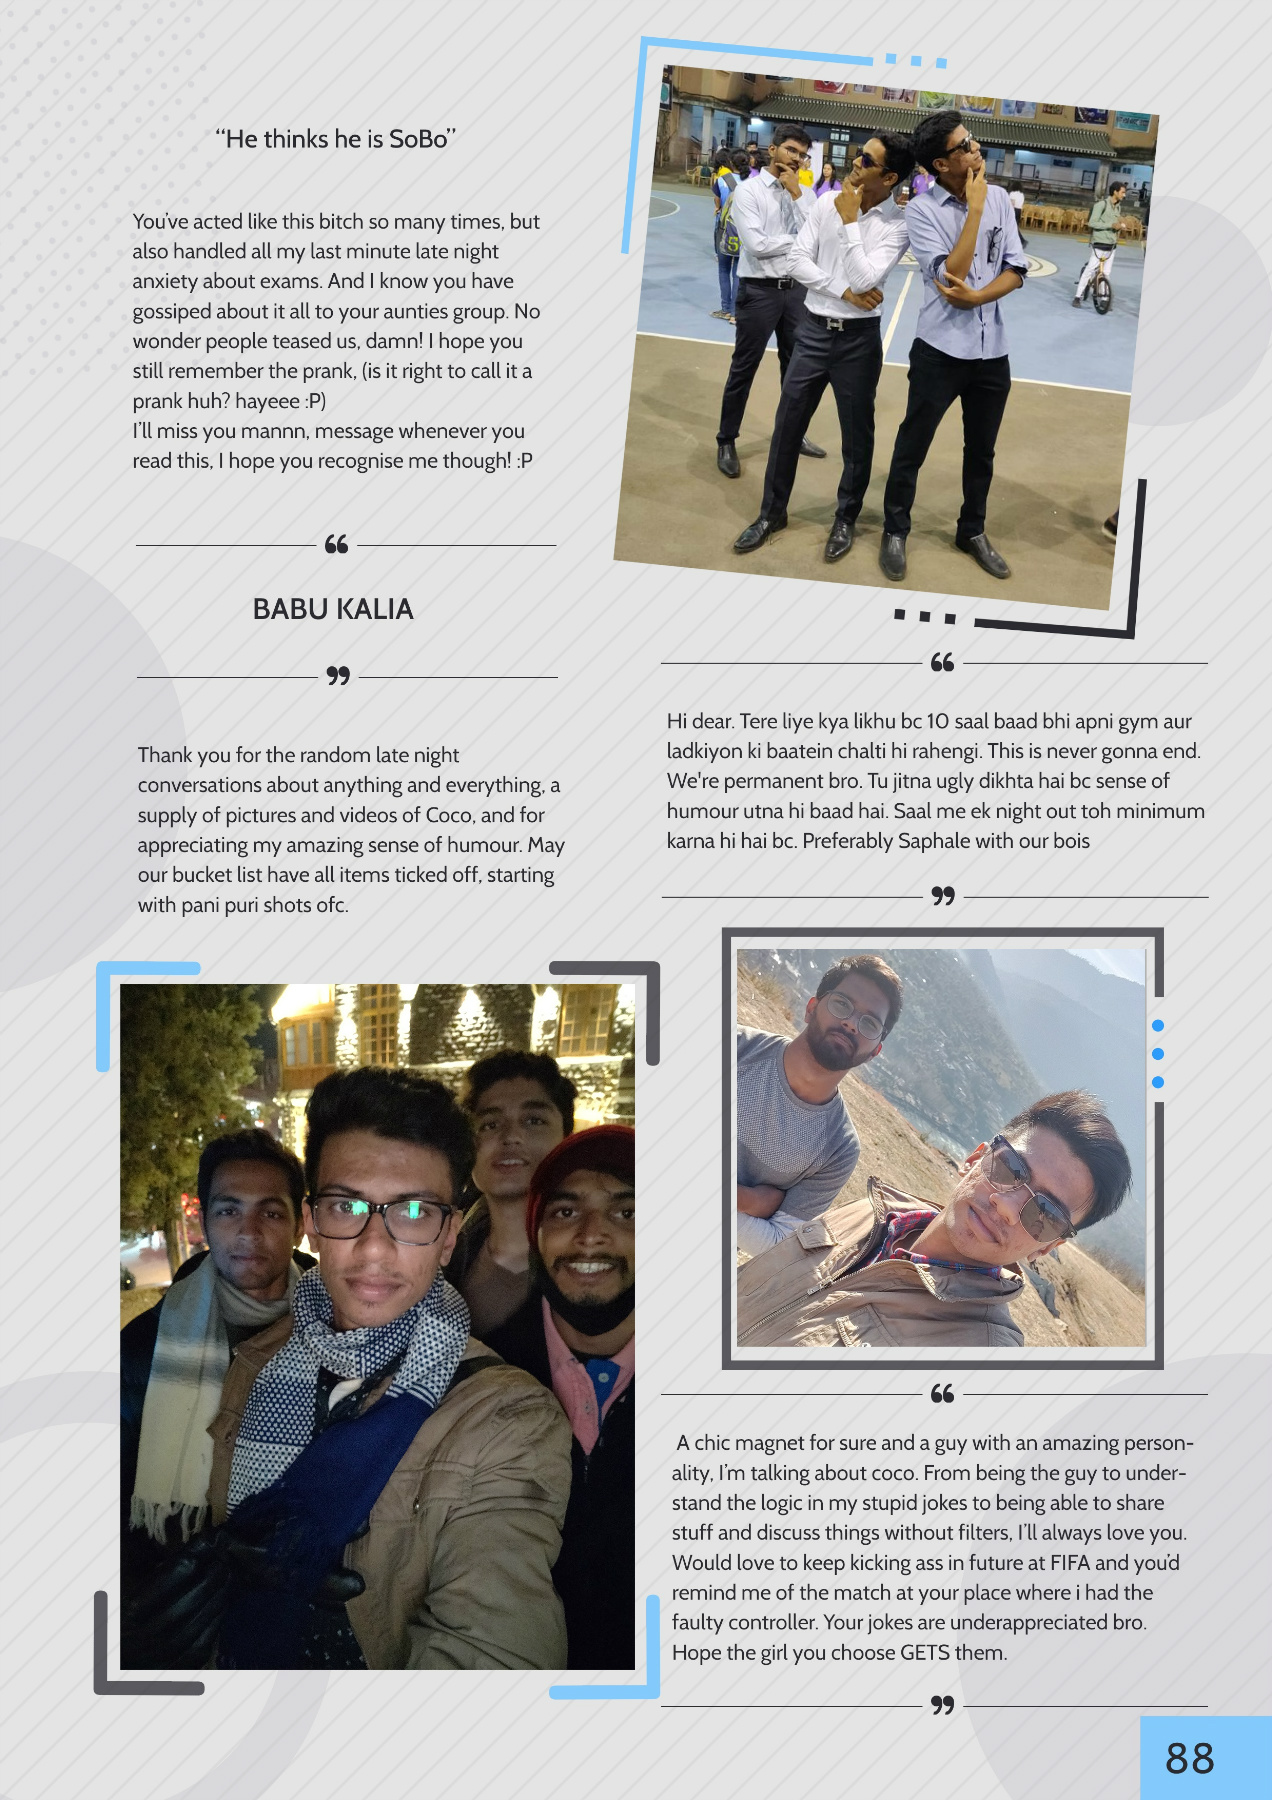 “He thinks he is SoBo”
You’ve acted like this bitch so many times, but
also handled all my last minute late night
anxiety about exams. And I know you have
gossiped about it all to your aunties group. No
wonder people teased us, damn! I hope you
still remember the prank, (is it right to call it a
prank huh? hayeee :P)
I’ll miss you mannn, message whenever you
read this, I hope you recognise me though! :P
“
BABU KALIA
”
Thank you for the random late night
conversations about anything and everything, a
supply of pictures and videos of Coco, and for
appreciating my amazing sense of humour. May
our bucket list have all items ticked off, starting
with pani puri shots ofc.
“
Hi dear. Tere liye kya likhu bc 10 saal baad bhi apni gym aur
ladkiyon ki baatein chalti hi rahengi. This is never gonna end.
We're permanent bro. Tu jitna ugly dikhta hai bc sense of
humour utna hi baad hai. Saal me ek night out toh minimum
karna hi hai bc. Preferably Saphale with our bois
”
“
A chic magnet for sure and a guy with an amazing person-
ality, I’m talking about coco. From being the guy to under-
stand the logic in my stupid jokes to being able to share
stuff and discuss things without filters, I’ll always love you.
Would love to keep kicking ass in future at FIFA and you’d
remind me of the match at your place where i had the
faulty controller. Your jokes are underappreciated bro.
Hope the girl you choose GETS them.
”
88